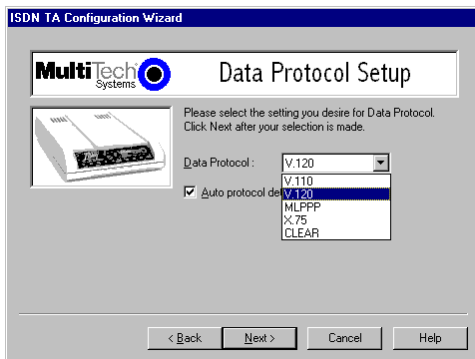 ISDN TA Configuration Wizard
MultiTech Systems
Data Protocol Setup
Please select the setting you desire for Data Protocol.
Click Next after your selection is made.
Data Protocol : V.120
V.110
Auto protocol de
V.120
MLPPP
X.75
CLEAR
< Back
Next >
Cancel
Help